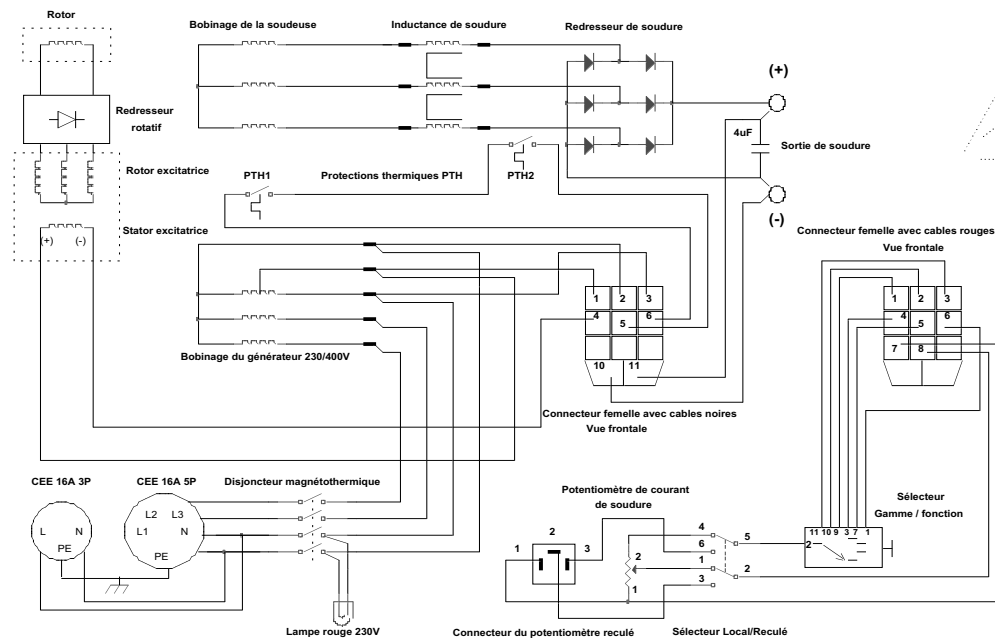 Rotor
Bobinage de la soudeuse
Inductance de soudure
Redresseur de soudure
(+)
Redresseur
rotatif
4uF
Sortie de soudure
Rotor excitatrice
PTH1
Protections thermiques PTH
PTH2
(-)
Stator excitatrice
(+) (-)
Connecteur femelle avec cables rouges
Vue frontale
1 2 3
4 5 6
10 11
1 2 3
4 5 6
7 8
Bobinage du générateur 230/400V
Connecteur femelle avec cables noires
Vue frontale
CEE 16A 3P
CEE 16A 5P
Disjoncteur magnétothermique
L N
PE
L2 L3
L1 N
PE
Lampe rouge 230V
Potentiomètre de courant
de soudure
Sélecteur
Gamme / fonction
11 10 9 3 7 1
2
1 2 3
2
1
4
6
5
1
3
2
Connecteur du potentiomètre reculé
Sélecteur Local/Reculé